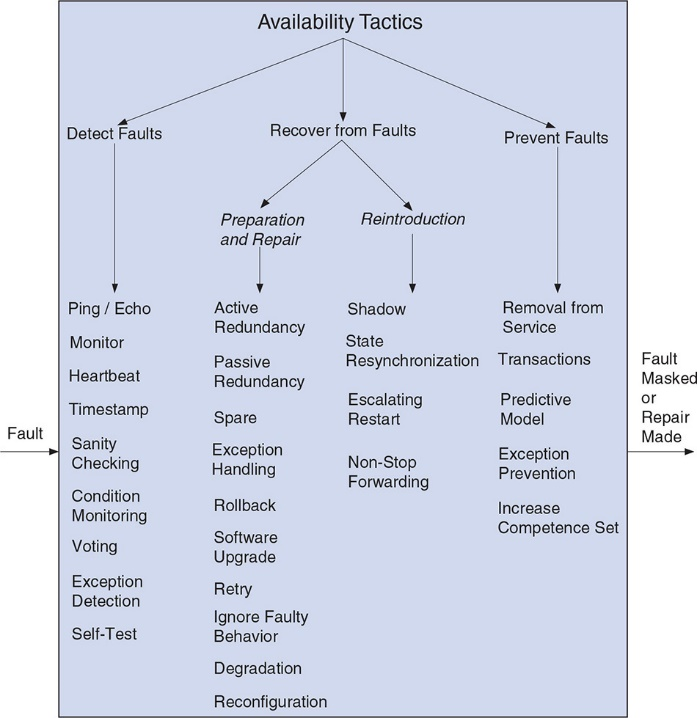 Availability Tactics
Detect Faults
Recover from Faults
Prevent Faults
Preparation
and Repair
Reintroduction
Ping / Echo
Monitor
Heartbeat
Timestamp
Sanity
Checking
Condition
Monitoring
Voting
Exception
Detection
Self-Test
Active
Redundancy
Passive
Redundancy
Spare
Exception
Handling
Rollback
Software
Upgrade
Retry
Ignore Faulty
Behavior
Degradation
Reconfiguration
Shadow
State
Resynchronization
Escalating
Restart
Non-Stop
Forwarding
Removal from
Service
Transactions
Predictive
Model
Exception
Prevention
Increase
Competence Set
Fault
Fault
Masked
or
Repair
Made